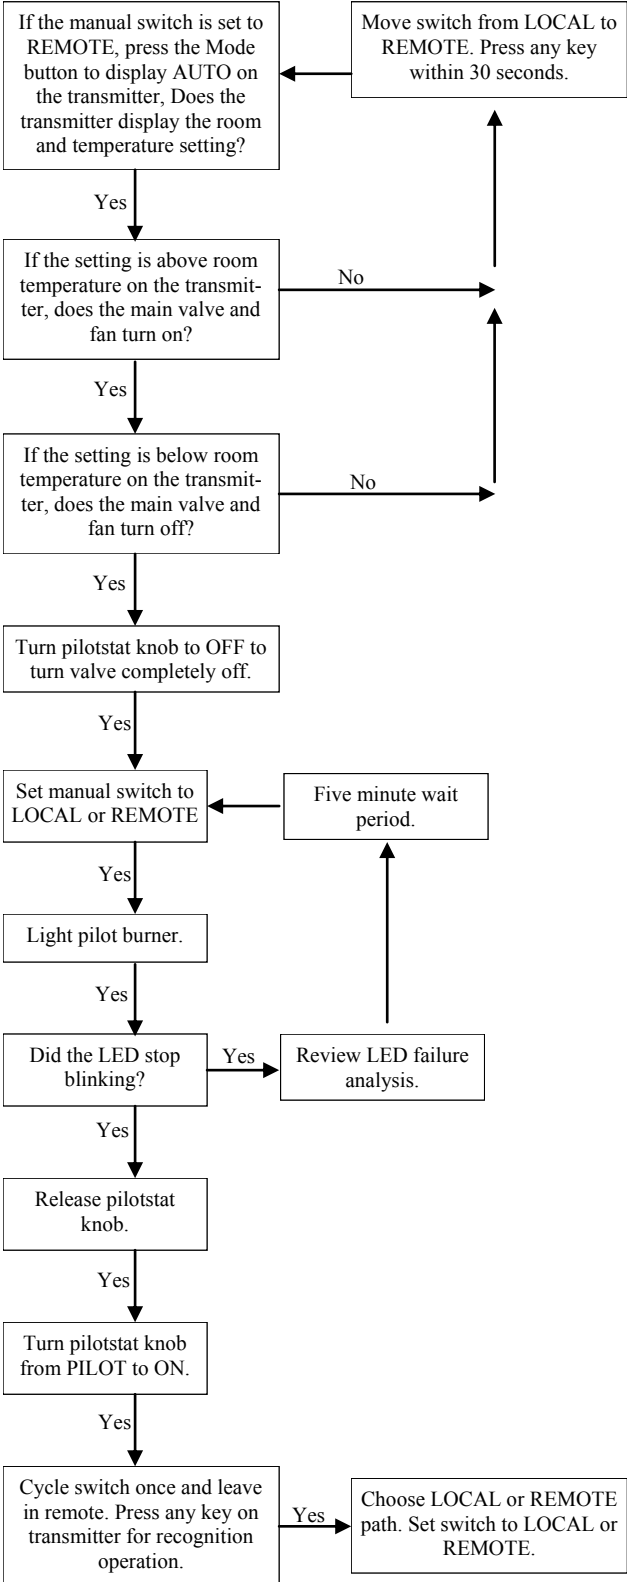 If the manual switch is set to
REMOTE, press the Mode
button to display AUTO on
the transmitter, Does the
transmitter display the room
and temperature setting?
Move switch from LOCAL to
REMOTE. Press any key
within 30 seconds.
Yes
If the setting is above room
temperature on the transmit-
ter, does the main valve and
fan turn on?
No
Yes
If the setting is below room
temperature on the transmit-
ter, does the main valve and
fan turn off?
No
Yes
Turn pilotstat knob to OFF to
turn valve completely off.
Yes
Set manual switch to
LOCAL or REMOTE
Five minute wait
period.
Yes
Light pilot burner.
Yes
Did the LED stop
blinking?
Yes
Review LED failure
analysis.
Yes
Release pilotstat
knob.
Yes
Turn pilotstat knob
from PILOT to ON.
Yes
Cycle switch once and leave
in remote. Press any key on
transmitter for recognition
operation.
Yes
Choose LOCAL or REMOTE
path. Set switch to LOCAL or
REMOTE.